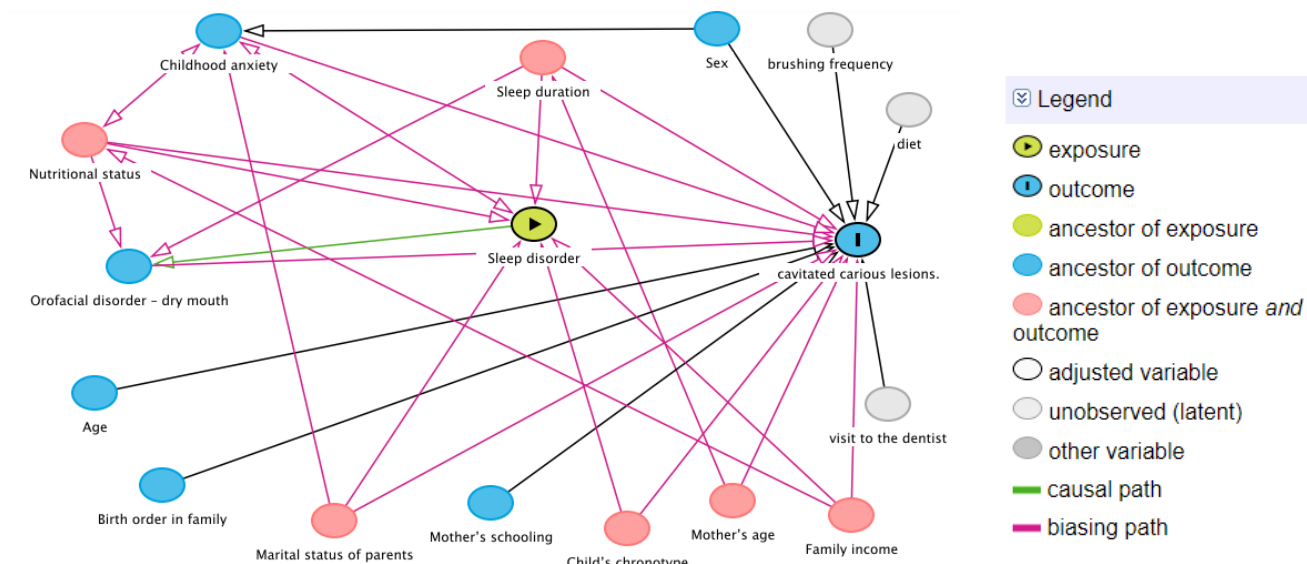 Childhood anxiety
Sex
brushing frequency
Sleep duration
diet
Nutritional status
Sleep disorder
cavitated carious lesions.
Orofacial disorder - dry mouth
Age
visit to the dentist
Birth order in family
Marital status of parents
Mother's schooling
Child's chronotype
Mother's age
Family income
Legend
exposure
outcome
ancestor of exposure
ancestor of outcome
ancestor of exposure and
outcome
adjusted variable
unobserved (latent)
other variable
causal path
biasing path